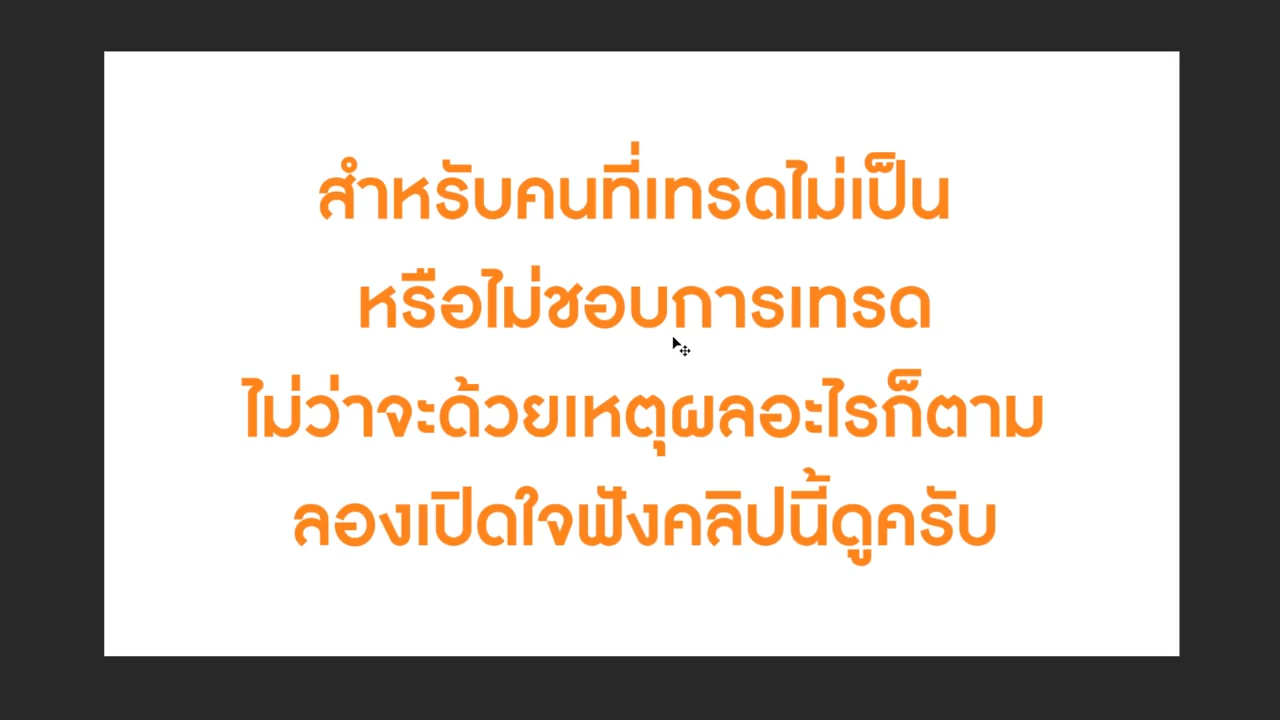 สำหรับคนที่เทรดไม่เป็น
หรือไม่ชอบการเทรด
ไม่ว่าจะด้วยเหตุผลอะไรก็ตาม
ลองเปิดใจฟังคลิปนี้ดูครับ